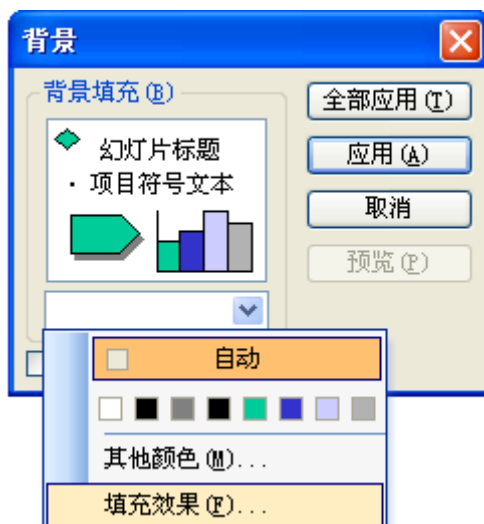 背景
背景填充(B)
幻灯片标题
· 项目符号文本
全部应用(T)
应用(A)
取消
预览(P)
自动
其他颜色(M)...
填充效果(F)...